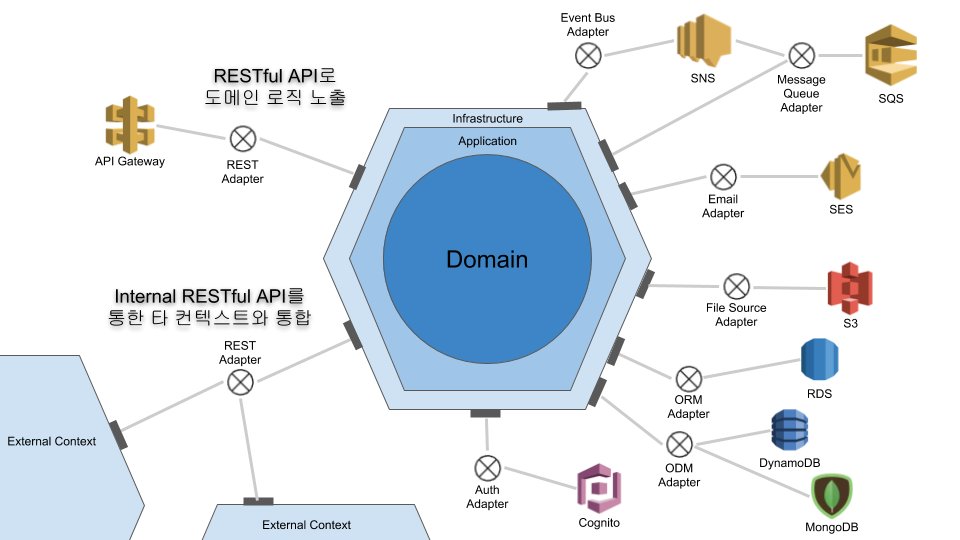 Event Bus
Adapter
SNS
Message
Queue
Adapter
SQS
RESTful API로
도메인 로직 노출
API Gateway
REST
Adapter
Infrastructure
Application
Domain
Email
Adapter
SES
File Source
Adapter
S3
Internal RESTful API를
통한 타 컨텍스트와 통합
REST
Adapter
ORM
Adapter
RDS
ODM
Adapter
DynamoDB
MongoDB
External Context
External Context
Auth
Adapter
Cognito